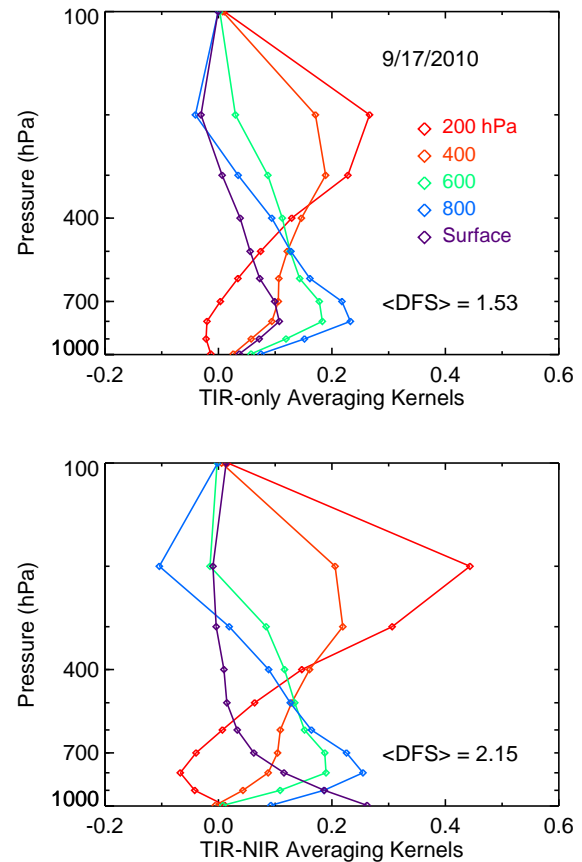 100
9/17/2010
200 hPa
400
600
800
Surface
Pressure (hPa)
400
700
1000
<DFS> = 1.53
-0.2 0.0 0.2 0.4 0.6
TIR-only Averaging Kernels
100
Pressure (hPa)
400
700
1000
<DFS> = 2.15
-0.2 0.0 0.2 0.4 0.6
TIR-NIR Averaging Kernels